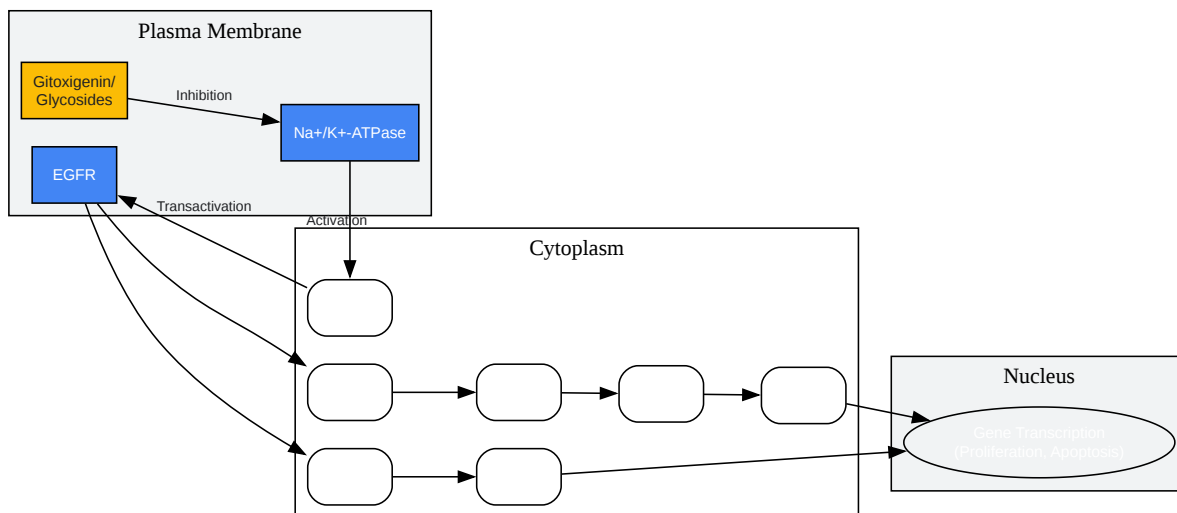 Plasma Membrane
Gitoxigenin/
Glycosides
Inhibition
Na+/K+-ATPase
EGFR
Transactivation
Activation
Cytoplasm
Nucleus
Gene Transcription
(Proliferation, Apoptosis)